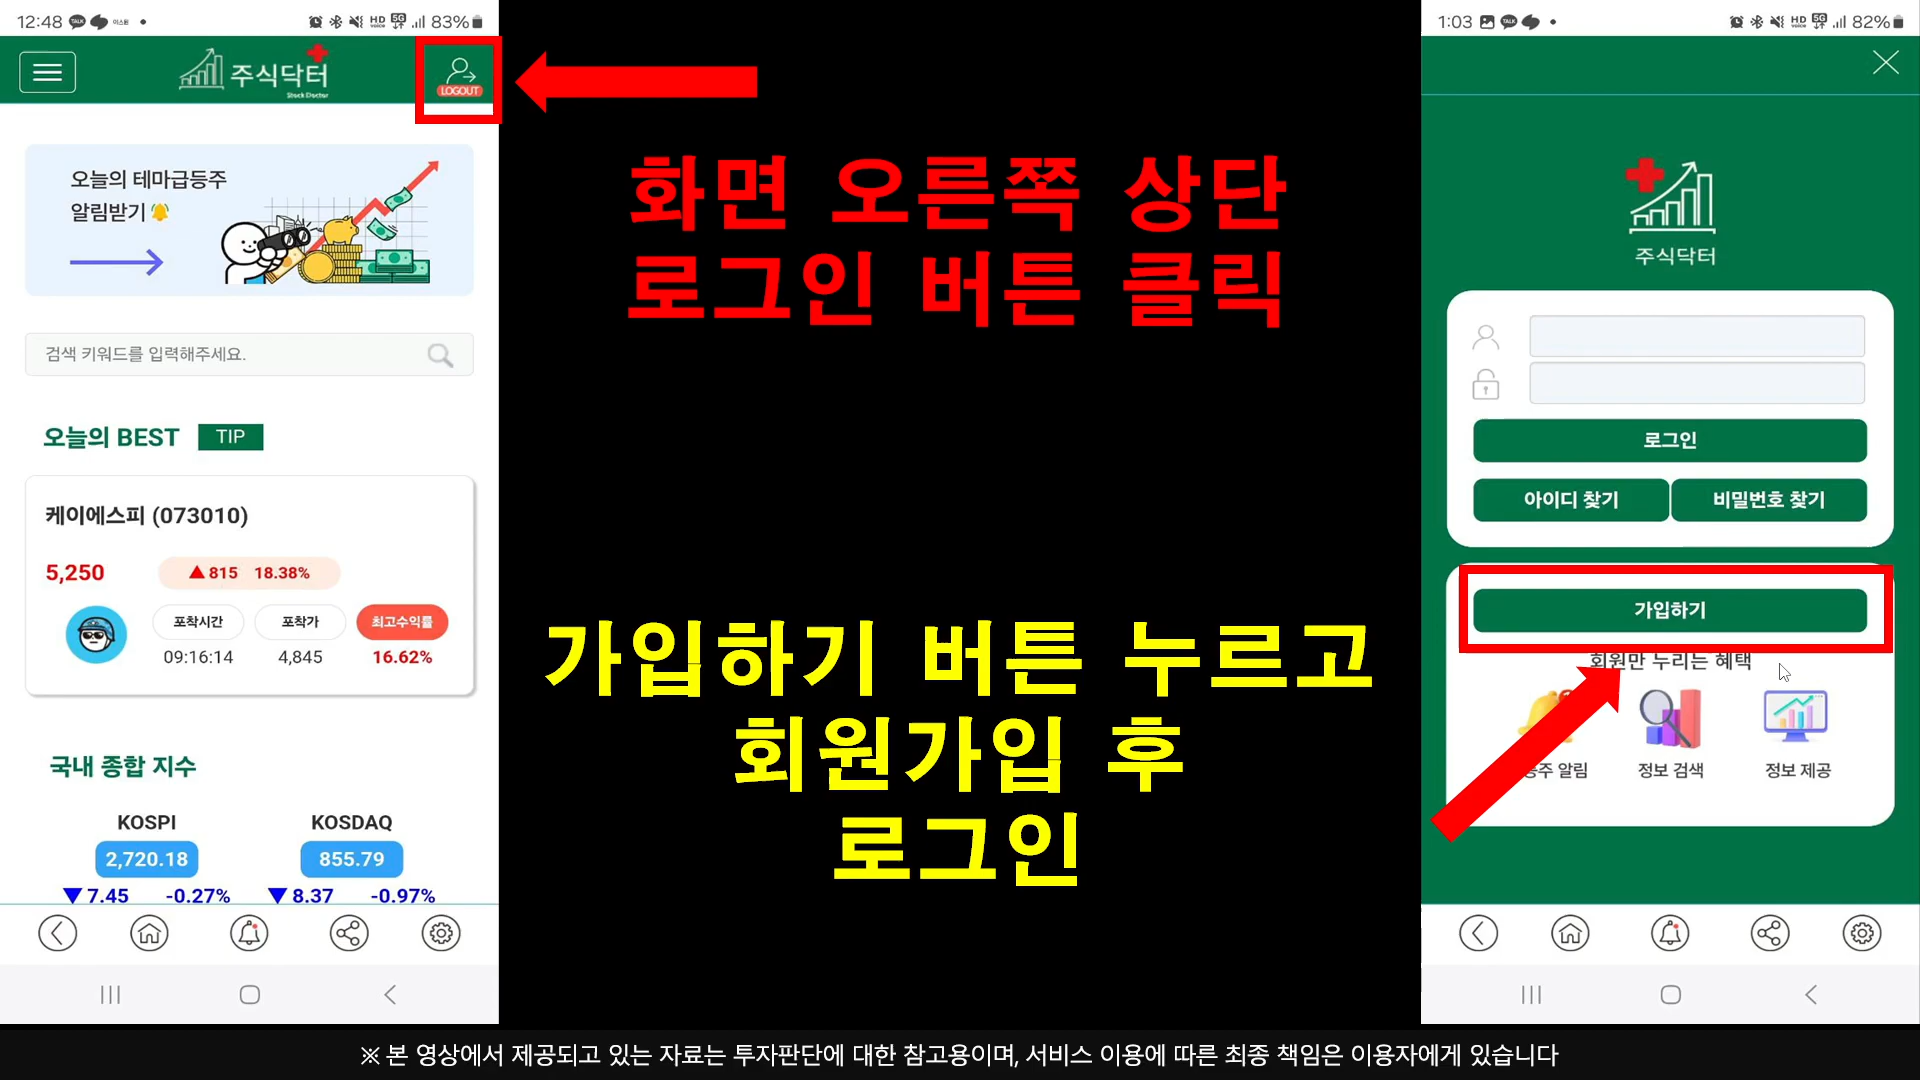 12:48
83%
주식닥터
Stock Doctor
LOGOUT
오늘의 테마급등주
알림받기
검색 키워드를 입력해주세요.
오늘의 BEST TIP
케이에스피 (073010)
5,250 ▲815 18.38%
포착시간 포착가 최고수익률
09:16:14 4,845 16.62%
국내 종합 지수
KOSPI KOSDAQ
2,720.18 855.79
▼7.45 -0.27% ▼8.37 -0.97%
화면 오른쪽 상단
로그인 버튼 클릭
가입하기 버튼 누르고
회원가입 후
로그인
1:03
82%
주식닥터
로그인
아이디 찾기 비밀번호 찾기
가입하기
회원만 누리는 혜택
주 알림 정보 검색 정보 제공
※ 본 영상에서 제공되고 있는 자료는 투자판단에 대한 참고용이며, 서비스 이용에 따른 최종 책임은 이용자에게 있습니다